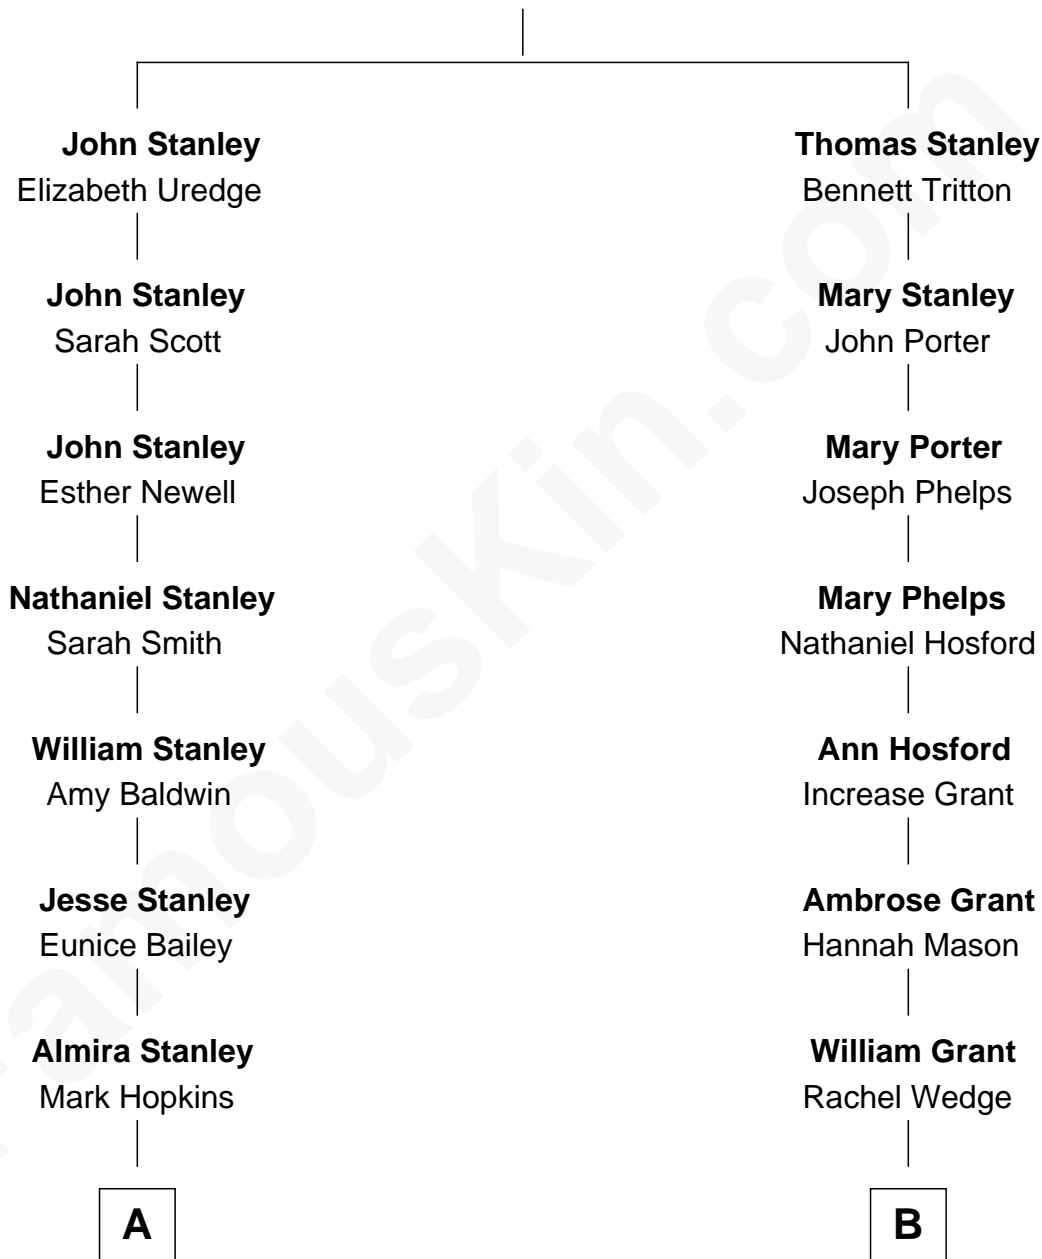 John Stanley
Elizabeth Uredge
John Stanley
Sarah Scott
John Stanley
Esther Newell
Nathaniel Stanley
Sarah Smith
William Stanley
Amy Baldwin
Jesse Stanley
Eunice Bailey
Almira Stanley
Mark Hopkins
A
Thomas Stanley
Bennett Tritton
Mary Stanley
John Porter
Mary Porter
Joseph Phelps
Mary Phelps
Nathaniel Hosford
Ann Hosford
Increase Grant
Ambrose Grant
Hannah Mason
William Grant
Rachel Wedge
B
FamousKin.com